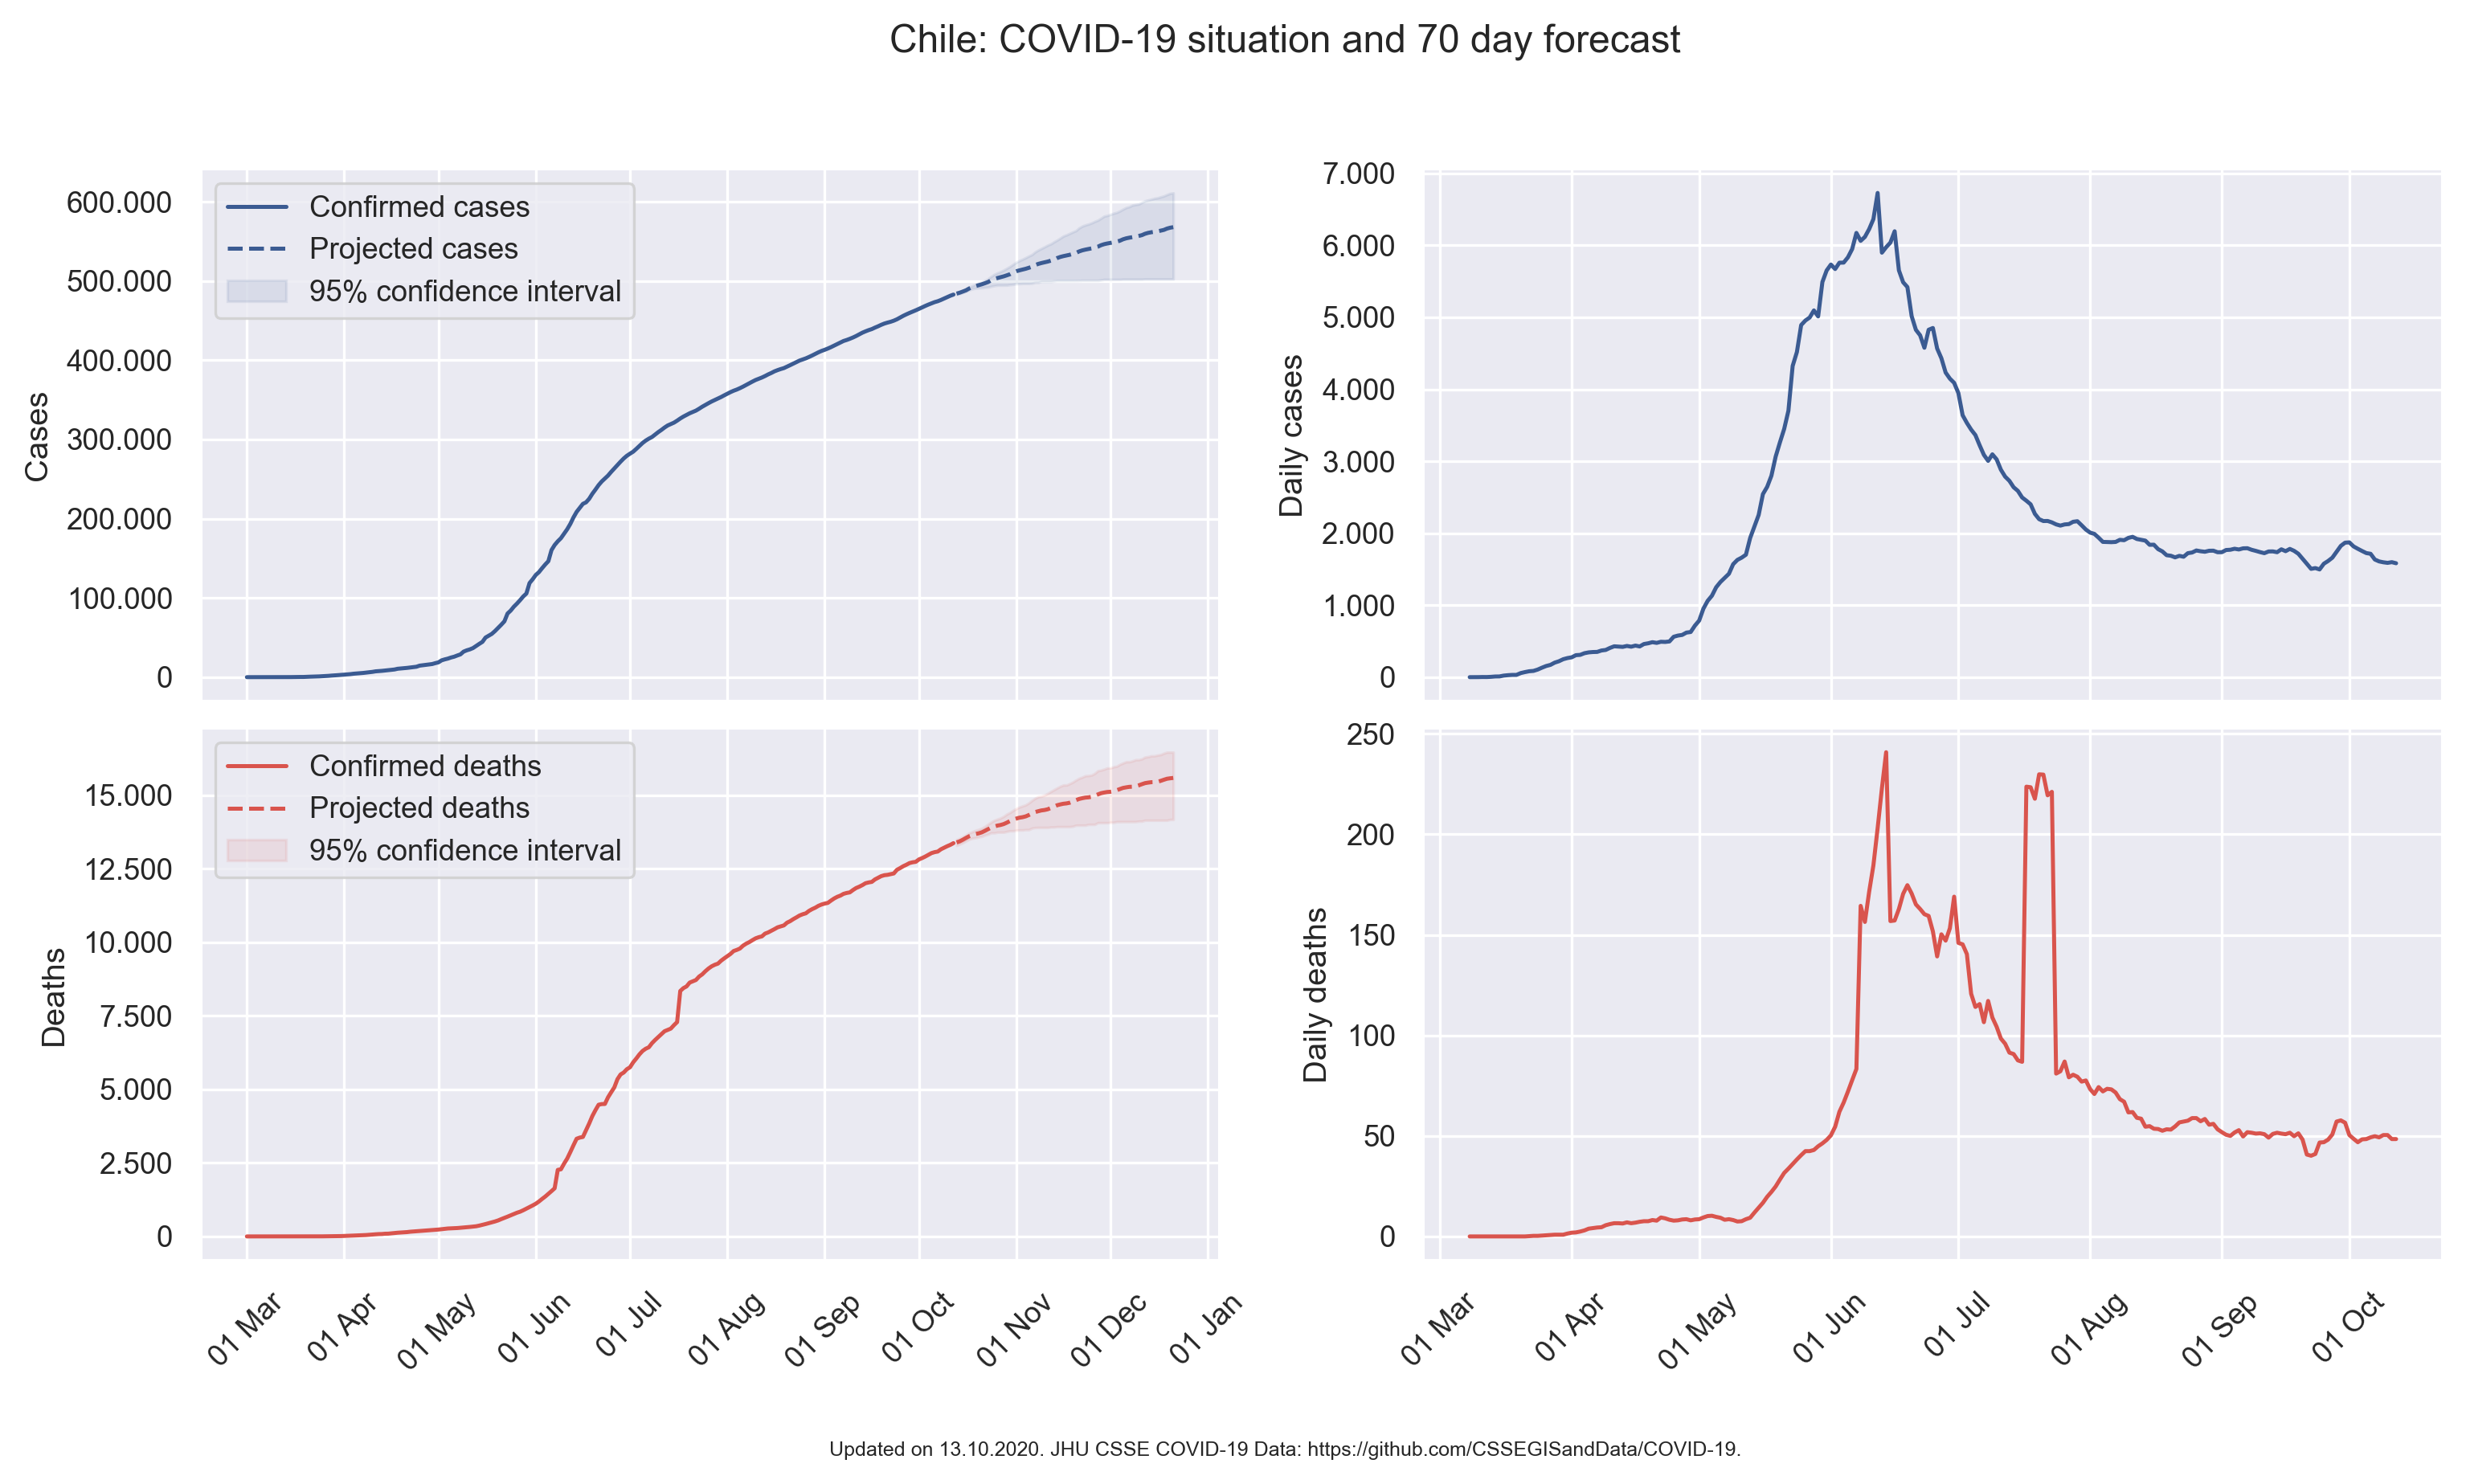 Chile: COVID-19 situation and 70 day forecast
Cases
600.000
500.000
400.000
300.000
200.000
100.000
0
Confirmed cases
Projected cases
95% confidence interval
Daily cases
7.000
6.000
5.000
4.000
3.000
2.000
1.000
0
Deaths
15.000
12.500
10.000
7.500
5.000
2.500
0
Confirmed deaths
Projected deaths
95% confidence interval
01 Mar
01 Apr
01 May
01 Jun
01 Jul
01 Aug
01 Sep
01 Oct
01 Nov
01 Dec
01 Jan
Daily deaths
250
200
150
100
50
0
01 Mar
01 Apr
01 May
01 Jun
01 Jul
01 Aug
01 Sep
01 Oct
Updated on 13.10.2020. JHU CSSE COVID-19 Data: https://github.com/CSSEGISandData/COVID-19.